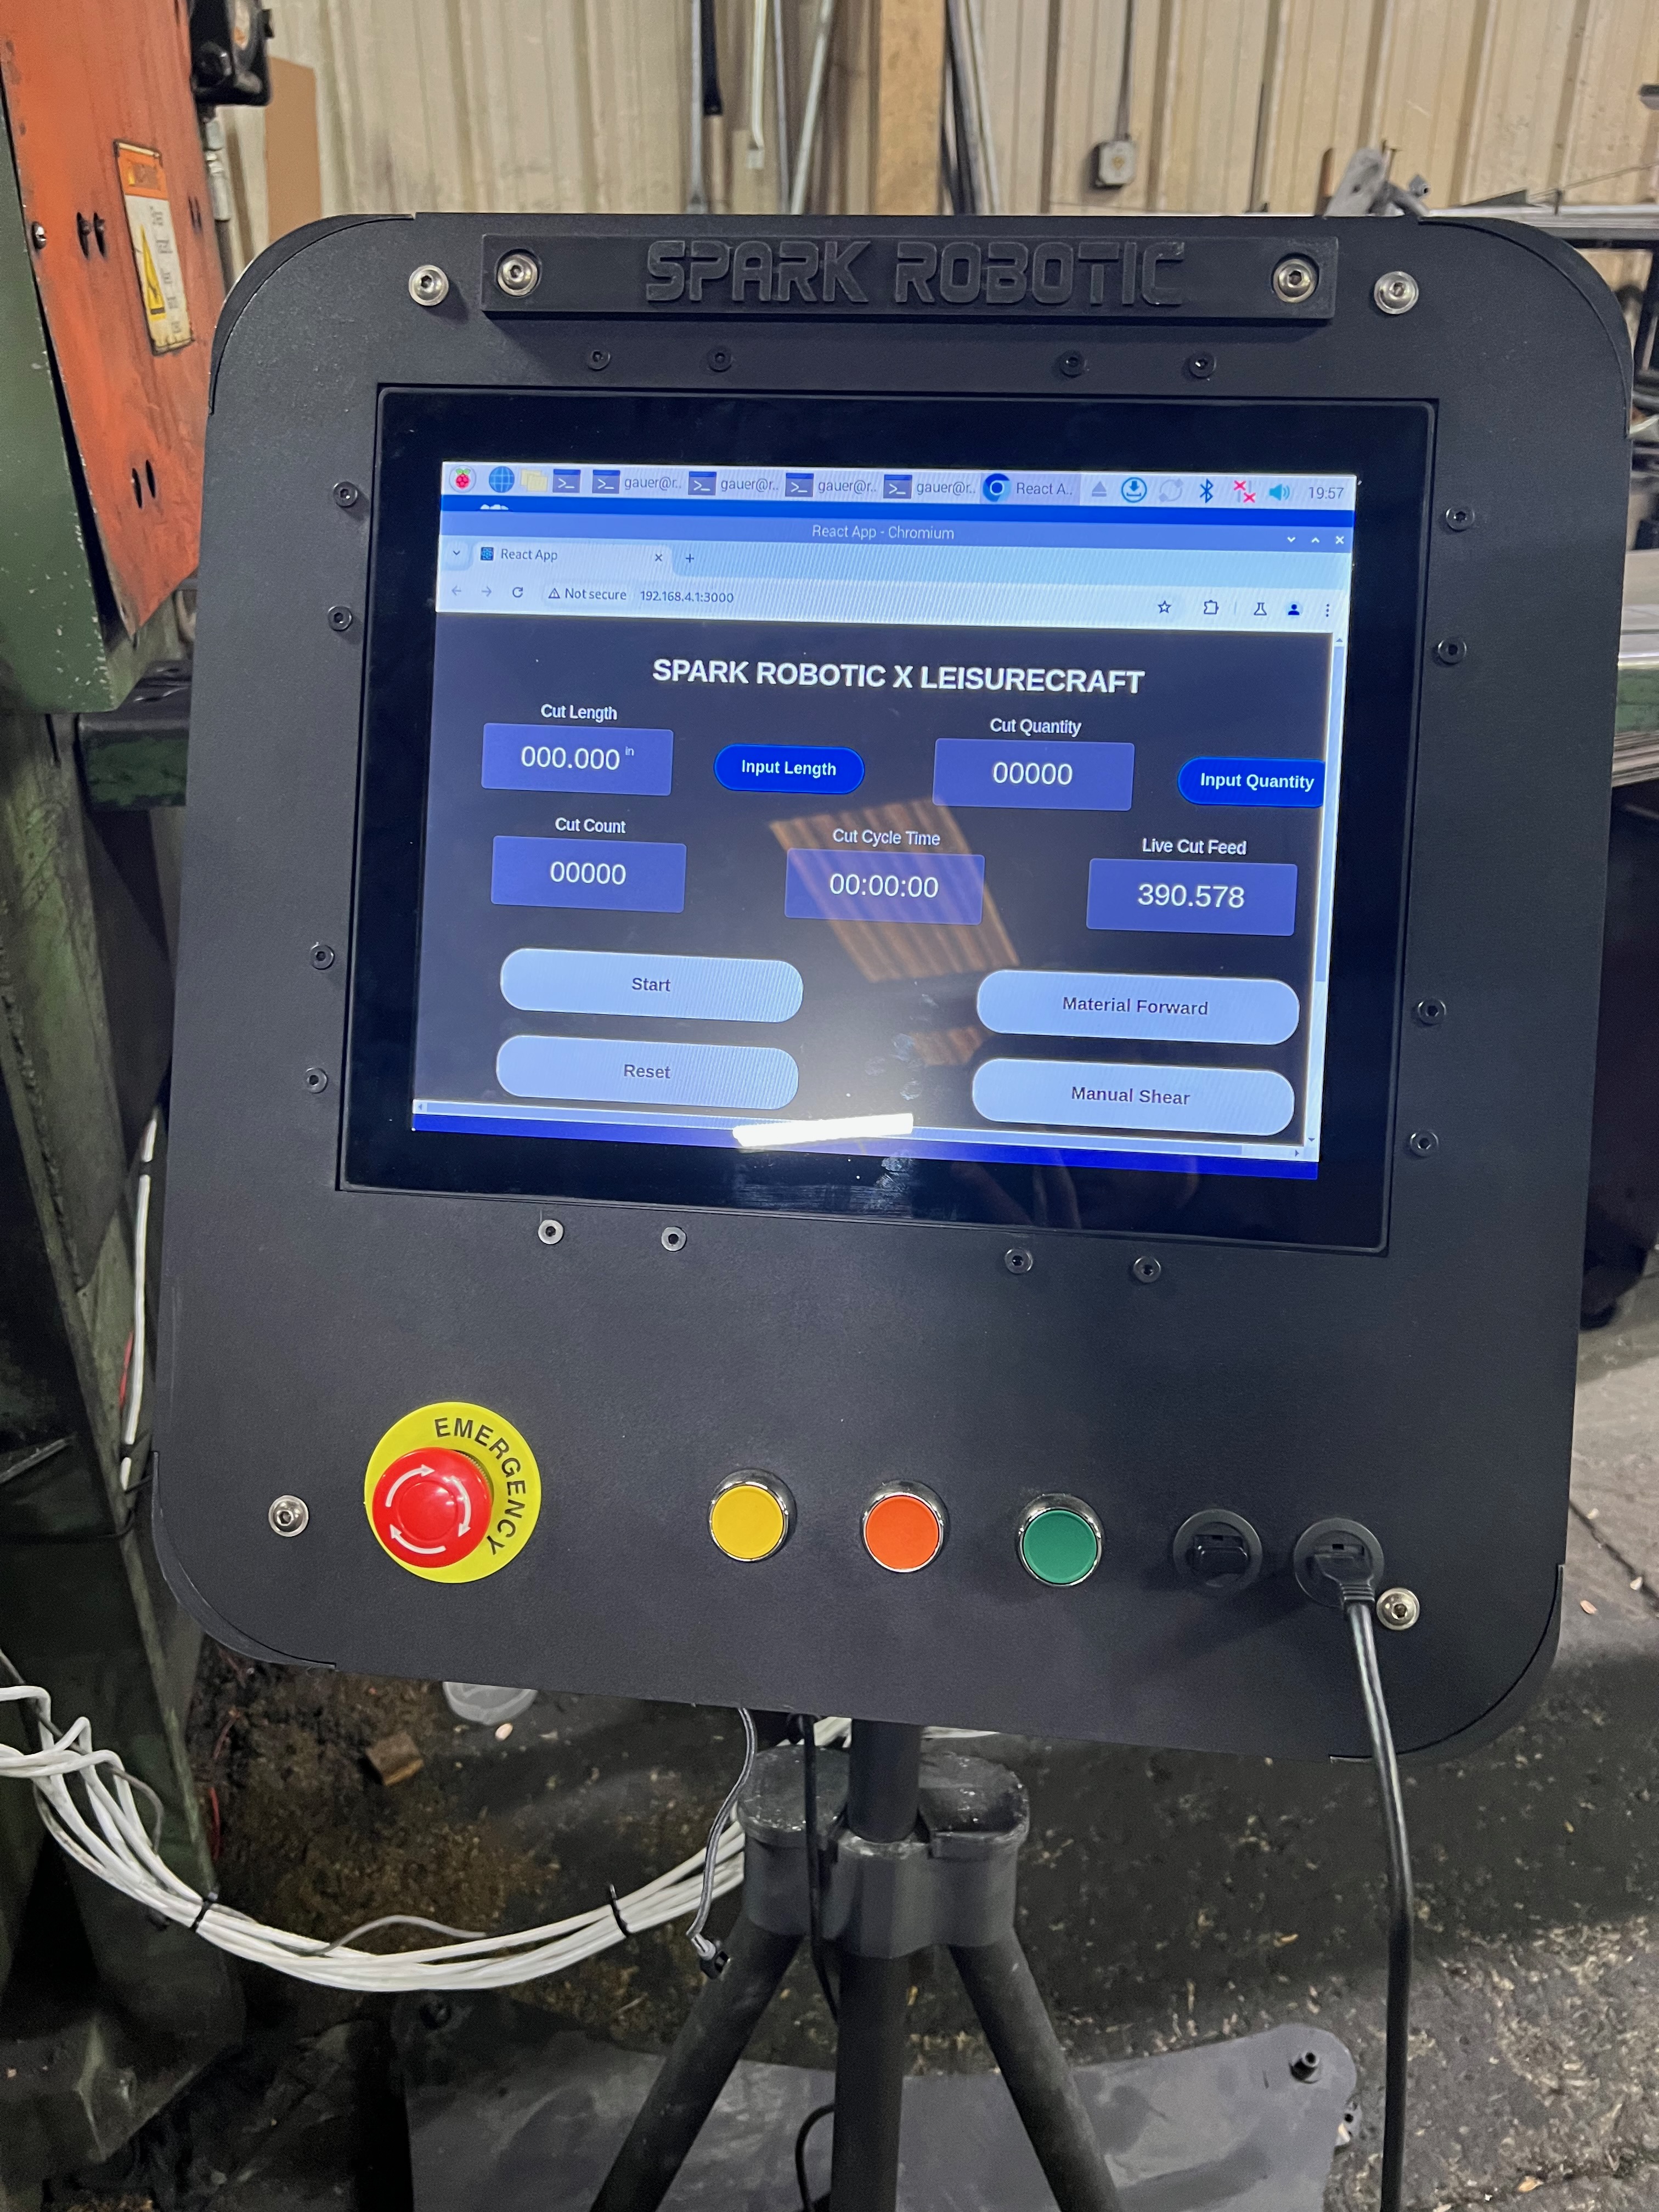 SPARK ROBOTIC
gauer@r.. gauer@r.. gauer@r.. gauer@r.. React A.. 19:57
React App - Chromium
React App
Not secure 192.168.4.1:3000
SPARK ROBOTIC X LEISURECRAFT
Cut Length
000.000 in
Input Length
Cut Quantity
00000
Input Quantity
Cut Count
00000
Cut Cycle Time
00:00:00
Live Cut Feed
390.578
Start
Material Forward
Reset
Manual Shear
EMERGENCY